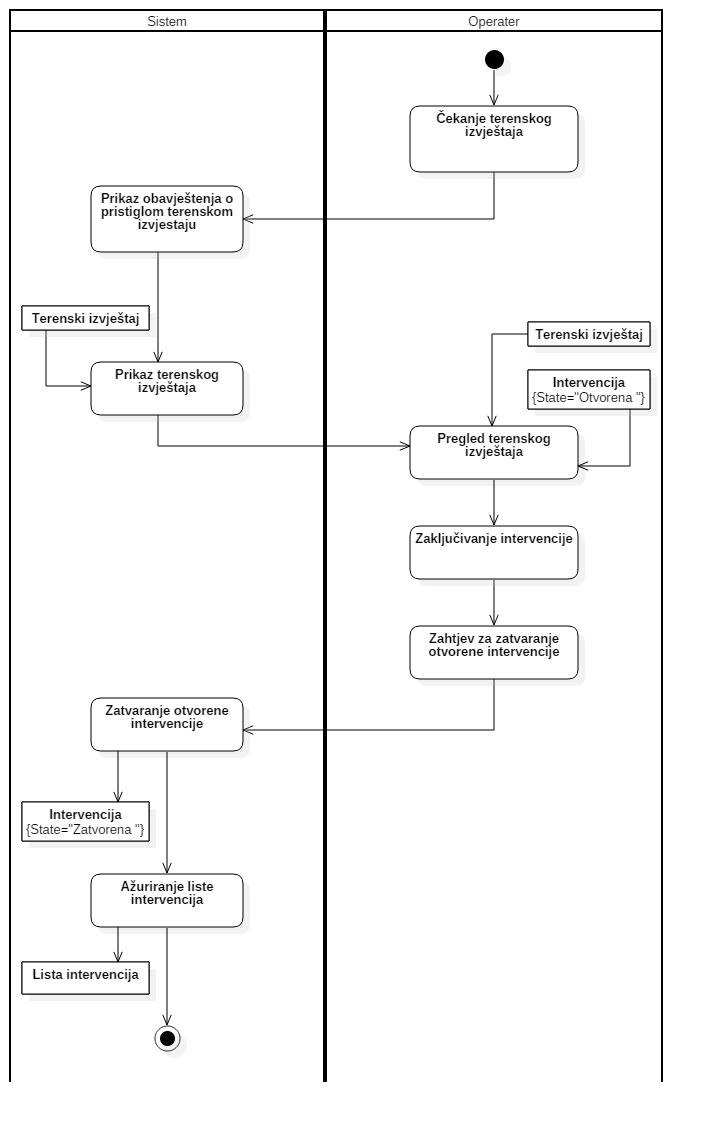 Sistem
Operater
Čekanje terenskog
izvještaja
Prikaz obavještenja o
pristiglom terenskom
izvjestaju
Terenski izvještaj
Terenski izvještaj
Prikaz terenskog
izvještaja
Intervencija
{State="Otvorena "}
Pregled terenskog
izvještaja
Zaključivanje intervencije
Zahtjev za zatvaranje
otvorene intervencije
Zatvaranje otvorene
intervencije
Intervencija
{State="Zatvorena "}
Ažuriranje liste
intervencija
Lista intervencija